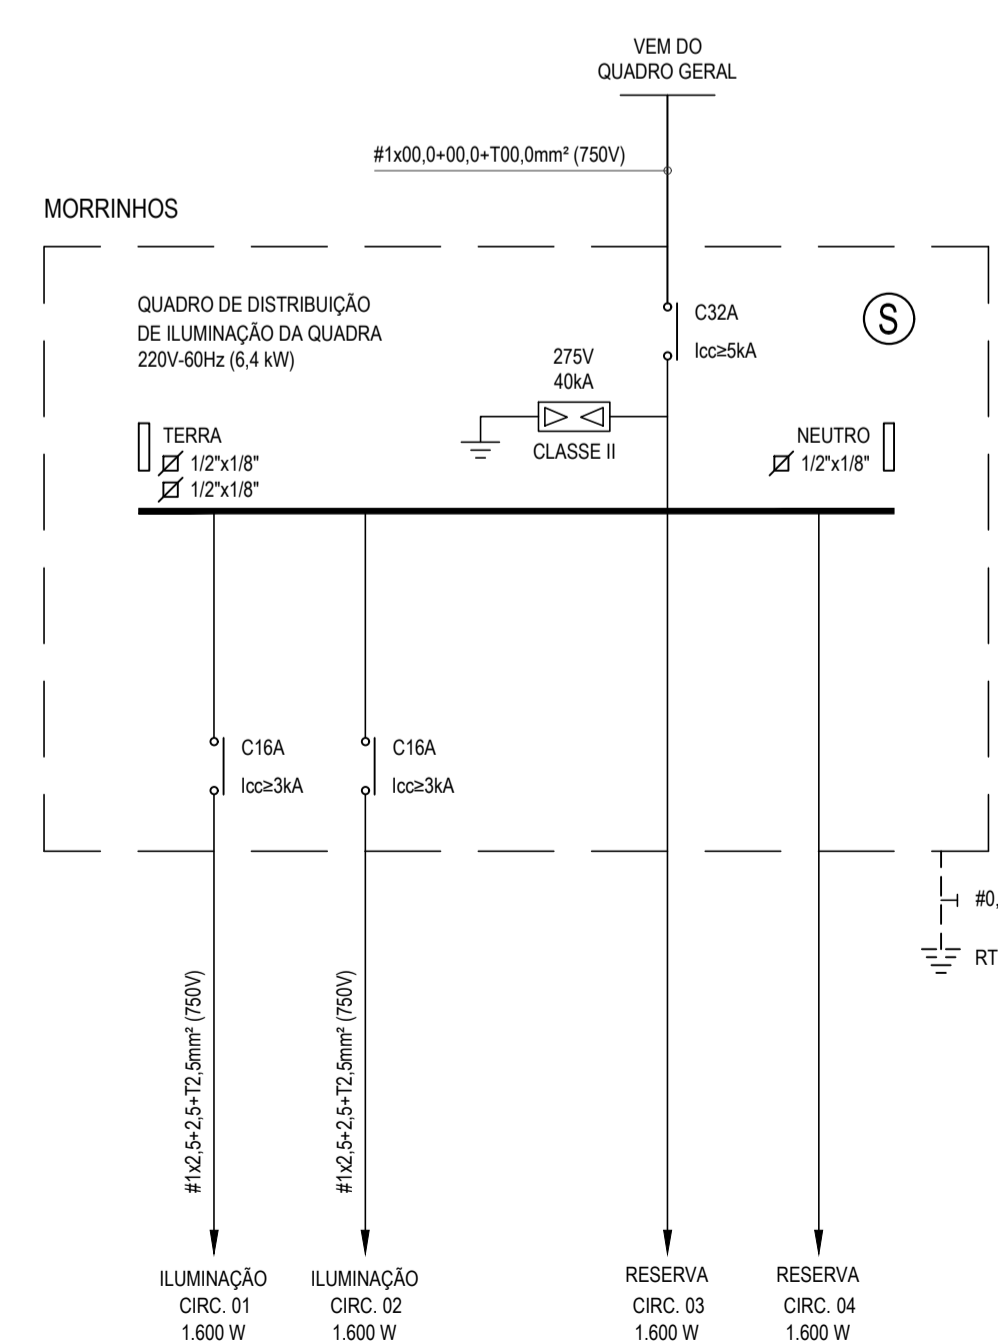 VEM DO
QUADRO GERAL
#1x00,0+00,0+T00,0mm² (750V)
MORRINHOS
QUADRO DE DISTRIBUIÇÃO
DE ILUMINAÇÃO DA QUADRA
220V-60Hz (6,4 kW)
C32A
Icc≥5kA
S
275V
40kA
CLASSE II
TERRA
1/2"x1/8"
1/2"x1/8"
NEUTRO
1/2"x1/8"
C16A
Icc≥3kA
C16A
Icc≥3kA
#0,
RT
#1x2,5+2,5+T2,5mm² (750V)
#1x2,5+2,5+T2,5mm² (750V)
ILUMINAÇÃO
CIRC. 01
1.600 W
ILUMINAÇÃO
CIRC. 02
1.600 W
RESERVA
CIRC. 03
1.600 W
RESERVA
CIRC. 04
1.600 W